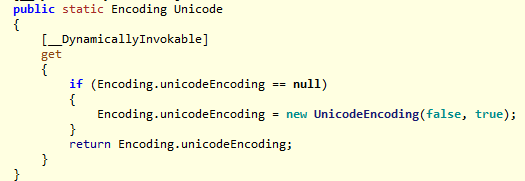 public static Encoding Unicode
{
[__DynamicallyInvokable]
get
{
if (Encoding.unicodeEncoding == null)
{
Encoding.unicodeEncoding = new UnicodeEncoding(false, true);
}
return Encoding.unicodeEncoding;
}
}